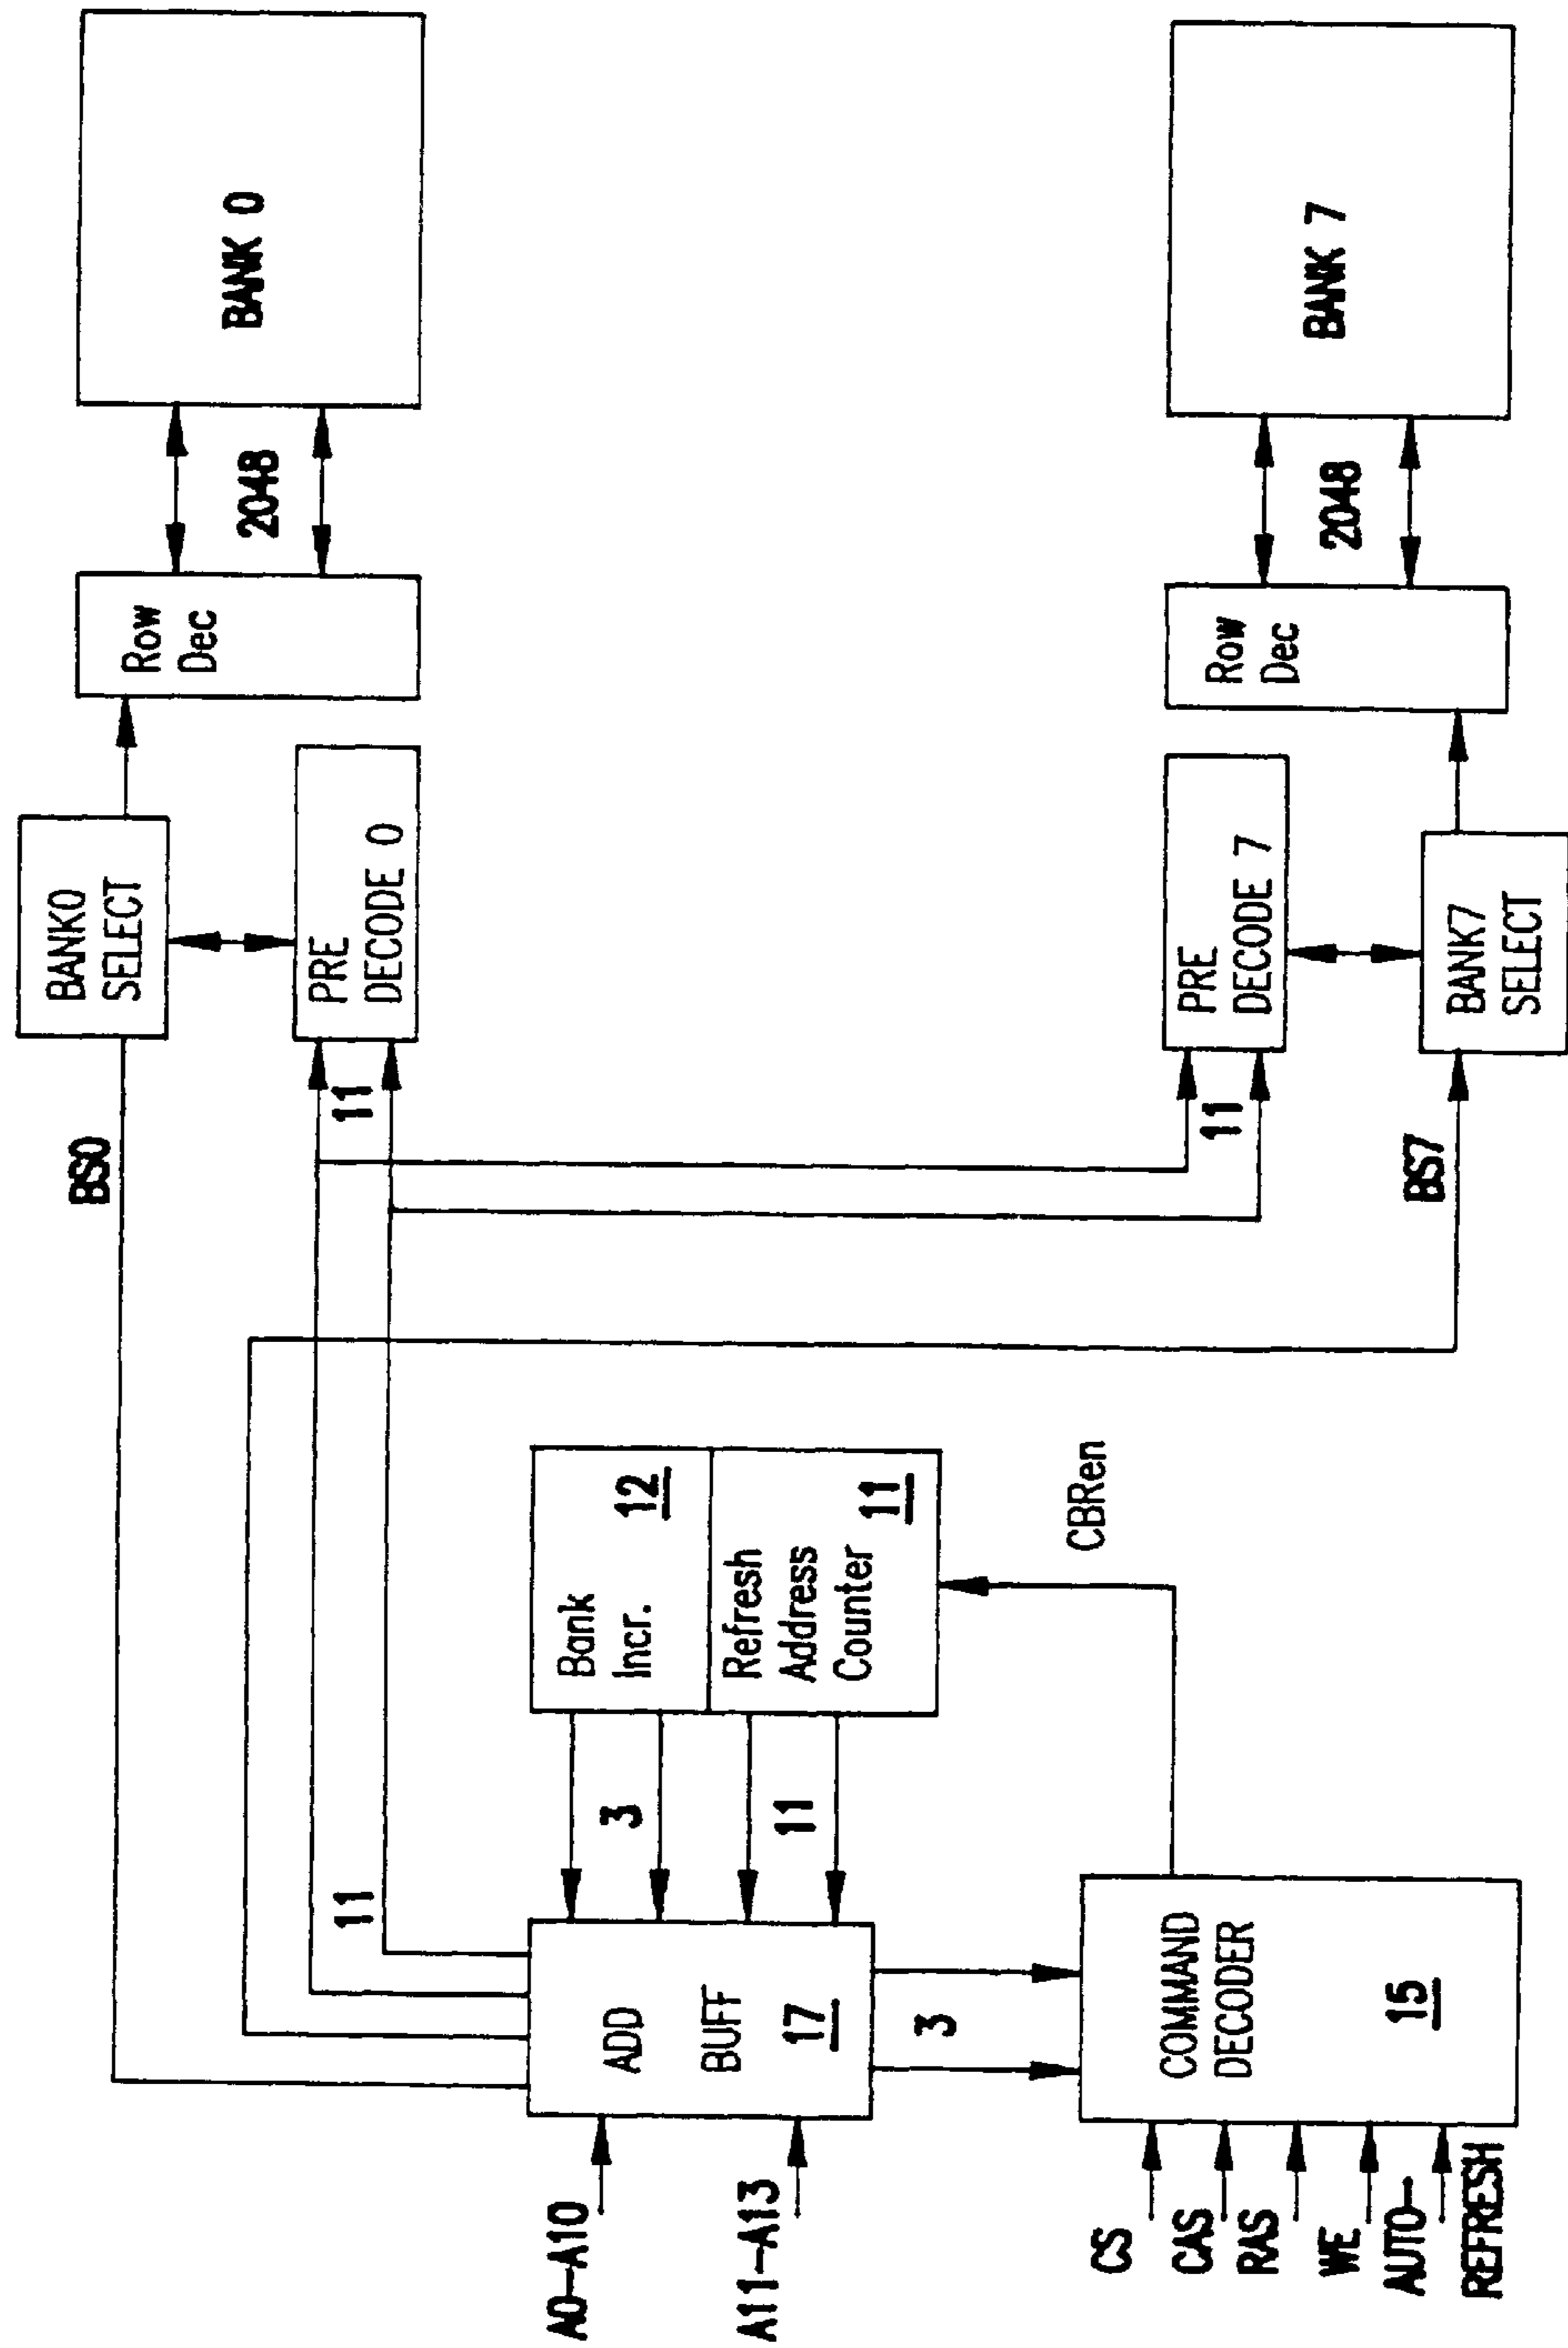 A0-A10
A11-A13
ADD
BUFF
17
3
CS
CAS
RAS
WE
AUTO-
REFRESH
COMMAND
DECODER
15
11
3
11
Bank
Incr.
12
Refresh
Address
Counter
11
CBRen
BS0
11
BANK0
SELECT
PRE
DECODE 0
Row
Dec
2048
BANK 0
11
BS7
PRE
DECODE 7
BANK7
SELECT
Row
Dec
2048
BANK 7